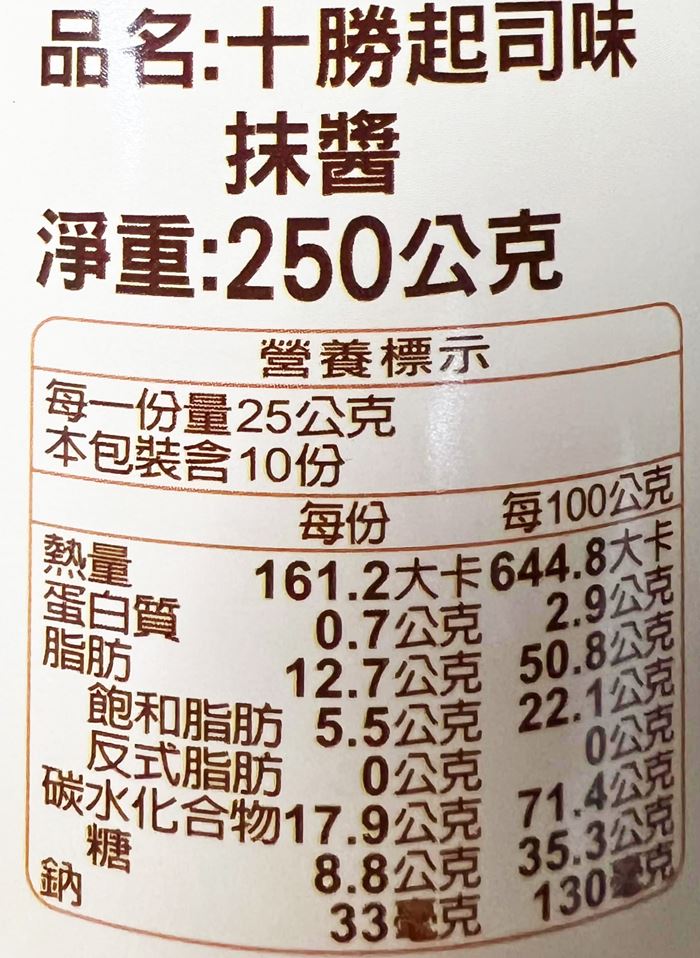 品名:十勝起司味
抹醬
淨重:250公克
營養標示
每一份量25公克
本包裝含10份
每份 每100公克
熱量 161.2大卡 644.8大卡
蛋白質 0.7公克 2.9公克
脂肪 12.7公克 50.8公克
飽和脂肪 5.5公克 22.1公克
反式脂肪 0公克 0公克
碳水化合物 17.9公克 71.4公克
糖 8.8公克 35.3公克
鈉 33毫克 130毫克